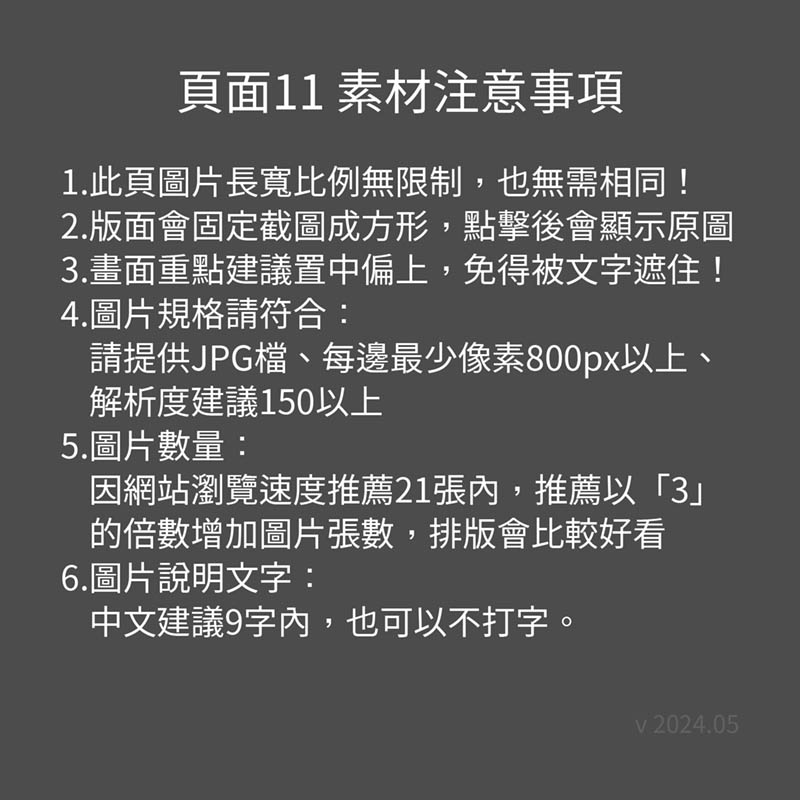 頁面11 素材注意事項
1.此頁圖片長寬比例無限制，也無需相同！
2.版面會固定截圖成方形，點擊後會顯示原圖
3.畫面重點建議置中偏上，免得被文字遮住！
4.圖片規格請符合：
請提供JPG檔、每邊最少像素800px以上、
解析度建議150以上
5.圖片數量：
因網站瀏覽速度推薦21張內，推薦以「3」
的倍數增加圖片張數，排版會比較好看
6.圖片說明文字：
中文建議9字內，也可以不打字。
v 2024.05